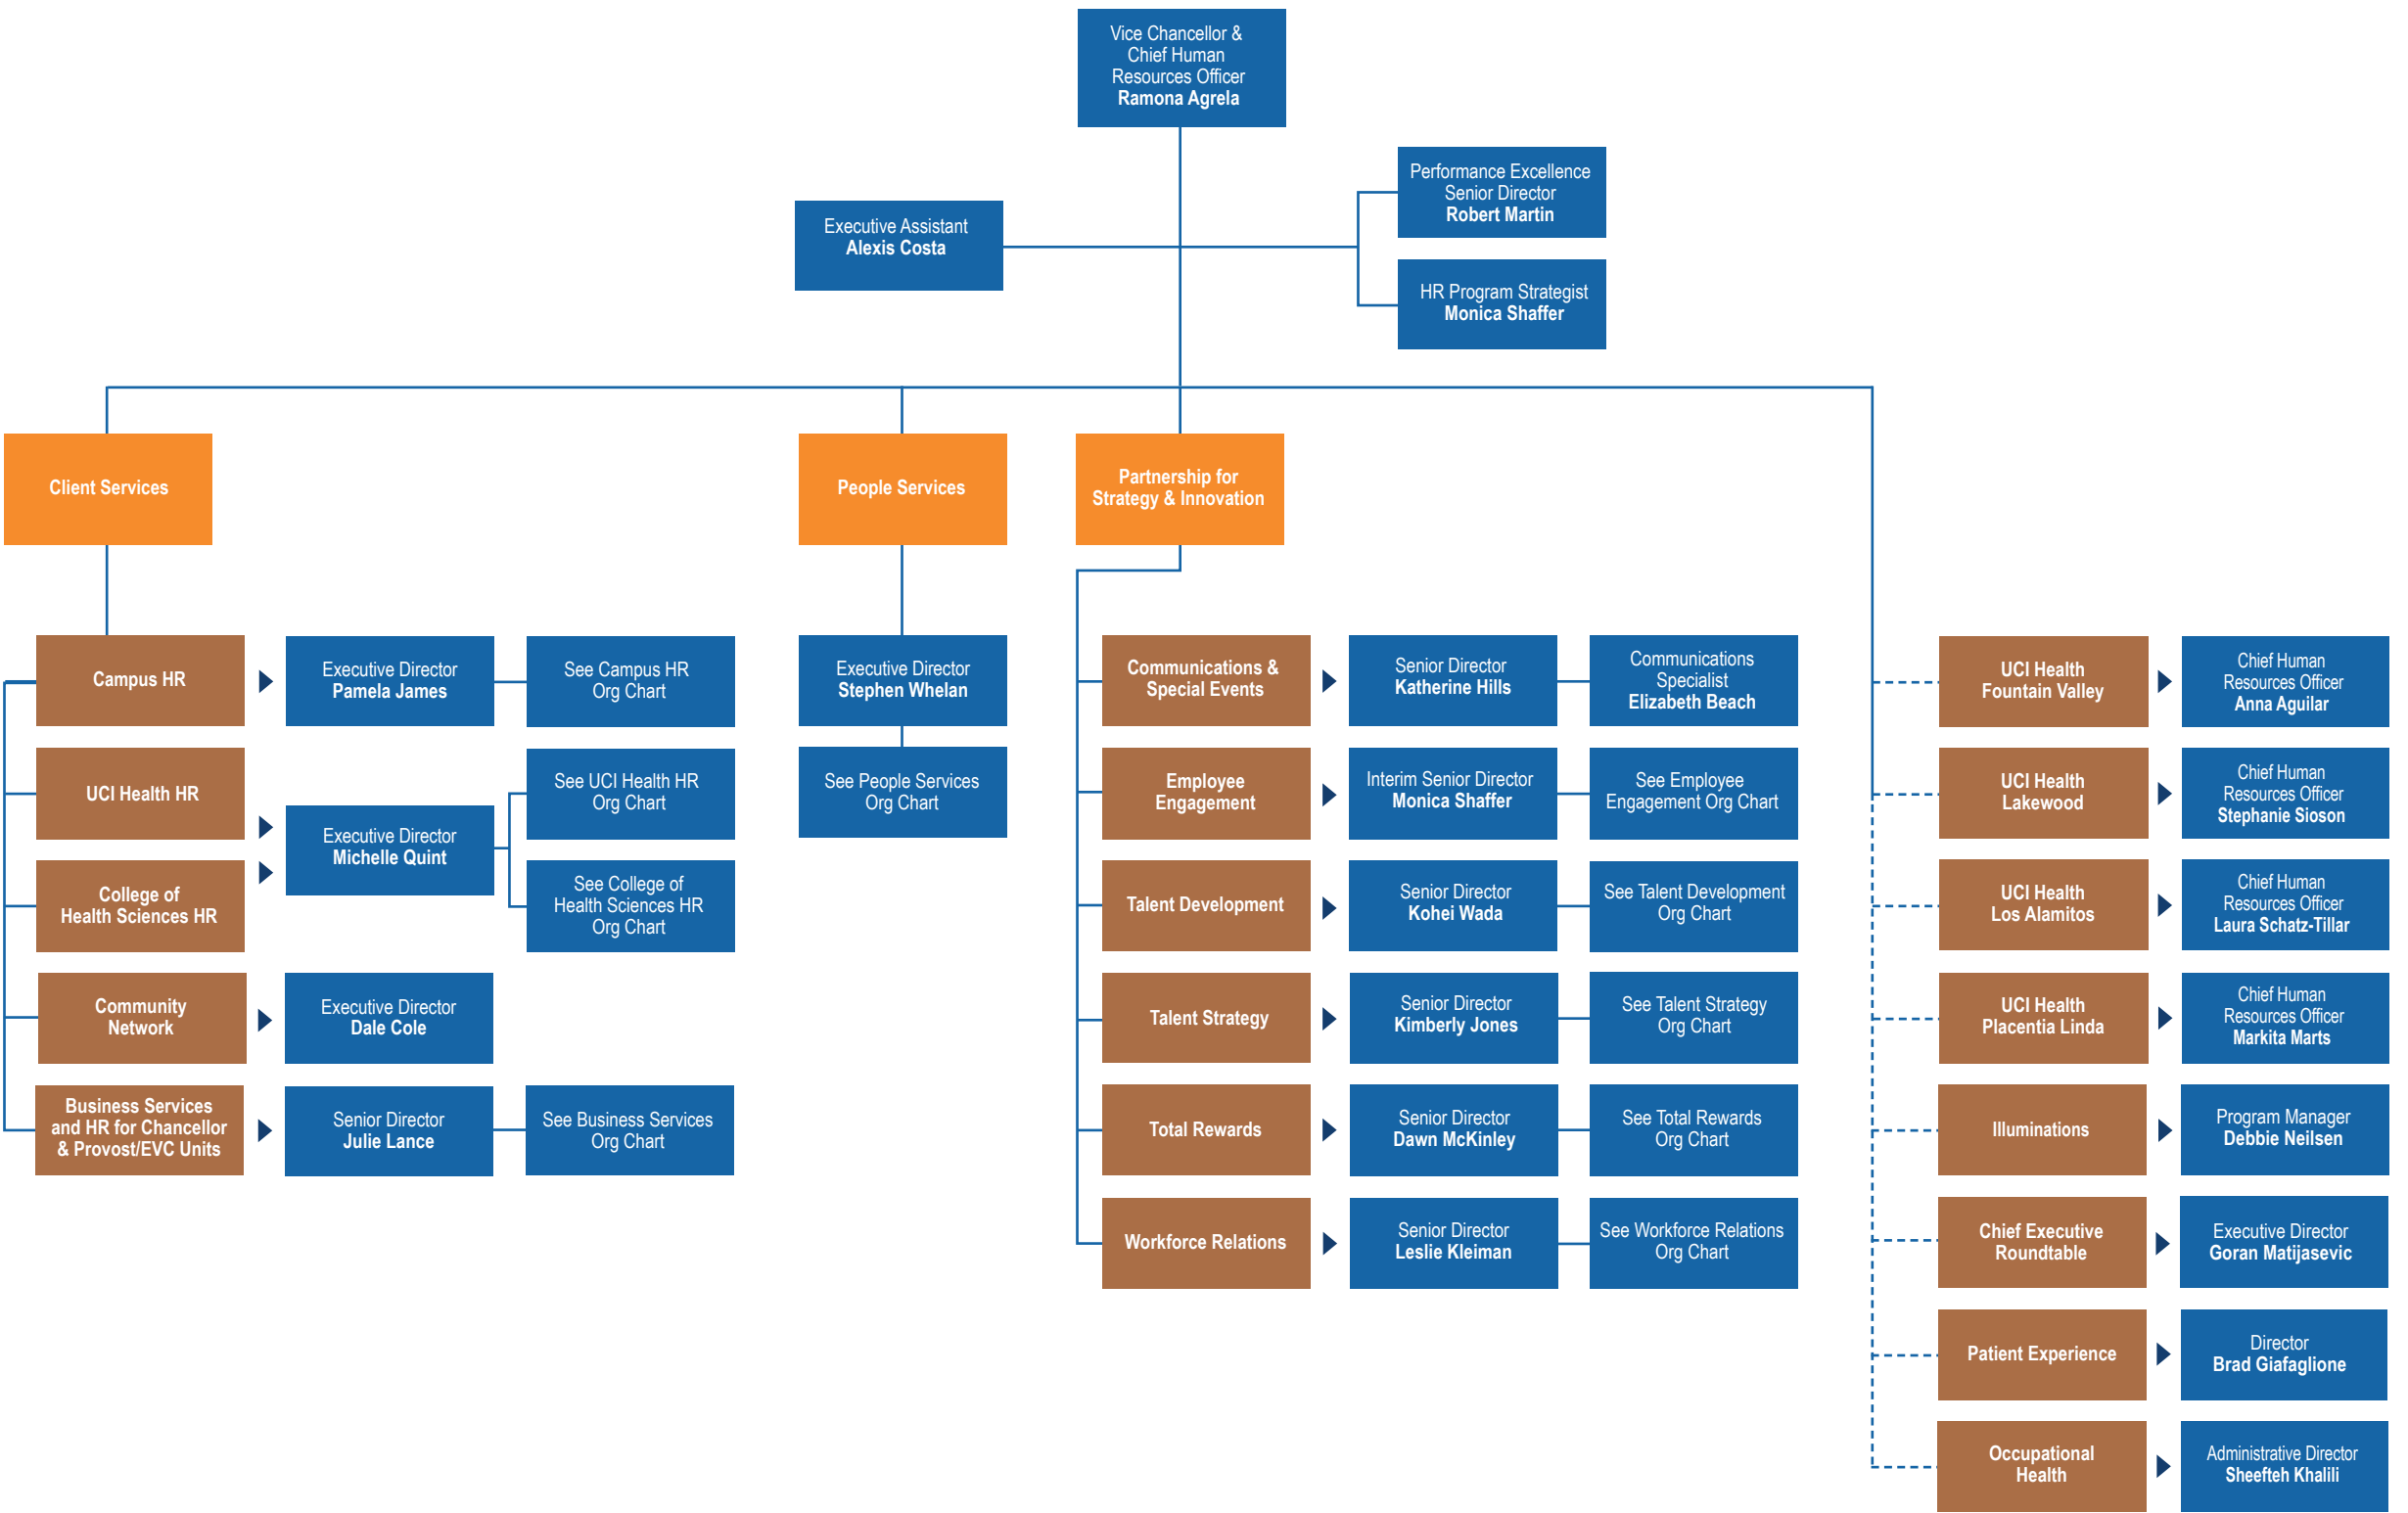 Vice Chancellor &
Chief Human
Resources Officer
Ramona Agrela
Performance Excellence
Senior Director
Robert Martin
Executive Assistant
Alexis Costa
HR Program Strategist
Monica Shaffer
Client Services
People Services
Partnership for
Strategy & Innovation
Campus HR
Executive Director
Pamela James
See Campus HR
Org Chart
UCI Health HR
College of
Health Sciences HR
Executive Director
Michelle Quint
See UCI Health HR
Org Chart
See College of
Health Sciences HR
Org Chart
Community
Network
Executive Director
Dale Cole
Business Services
and HR for Chancellor
& Provost/EVC Units
Senior Director
Julie Lance
See Business Services
Org Chart
Executive Director
Stephen Whelan
See People Services
Org Chart
Communications &
Special Events
Senior Director
Katherine Hills
Communications
Specialist
Elizabeth Beach
Employee
Engagement
Interim Senior Director
Monica Shaffer
See Employee
Engagement Org Chart
Talent Development
Senior Director
Kohei Wada
See Talent Development
Org Chart
Talent Strategy
Senior Director
Kimberly Jones
See Talent Strategy
Org Chart
Total Rewards
Senior Director
Dawn McKinley
See Total Rewards
Org Chart
Workforce Relations
Senior Director
Leslie Kleiman
See Workforce Relations
Org Chart
UCI Health
Fountain Valley
Chief Human
Resources Officer
Anna Aguilar
UCI Health
Lakewood
Chief Human
Resources Officer
Stephanie Sioson
UCI Health
Los Alamitos
Chief Human
Resources Officer
Laura Schatz-Tillar
UCI Health
Placentia Linda
Chief Human
Resources Officer
Markita Marts
Illuminations
Program Manager
Debbie Neilsen
Chief Executive
Roundtable
Executive Director
Goran Matijasevic
Patient Experience
Director
Brad Giafaglione
Occupational
Health
Administrative Director
Sheefteh Khalili